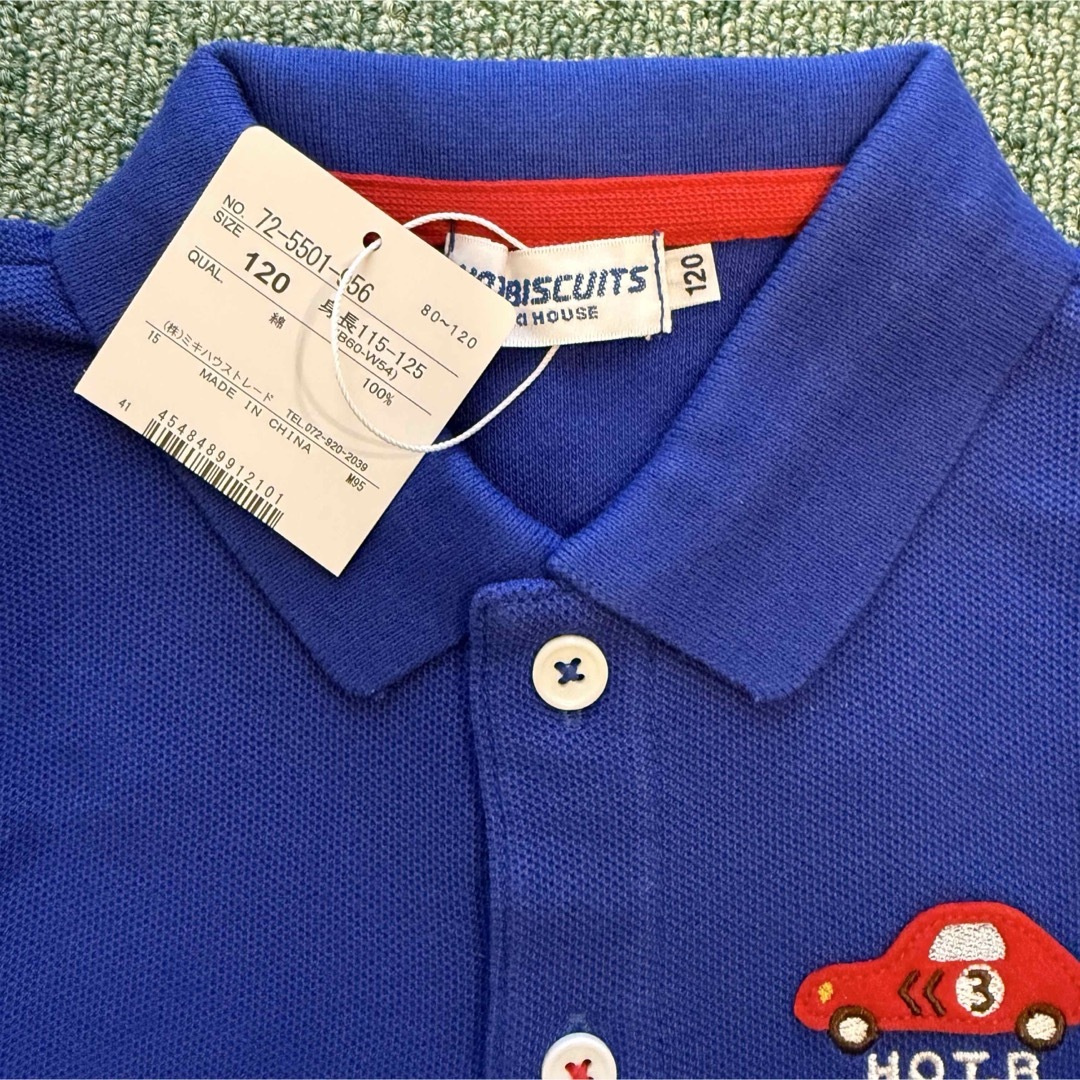 NO. 72-5501-956
SIZE 120 80~120
身長115-125
(B60-W54)
QUAL. 綿 100%
(株)ミキハウストレード TEL.072-920-2039
15 MADE IN CHINA M95
41 4548489912101
BISCUITS
HOUSE
120
3
HOT.B